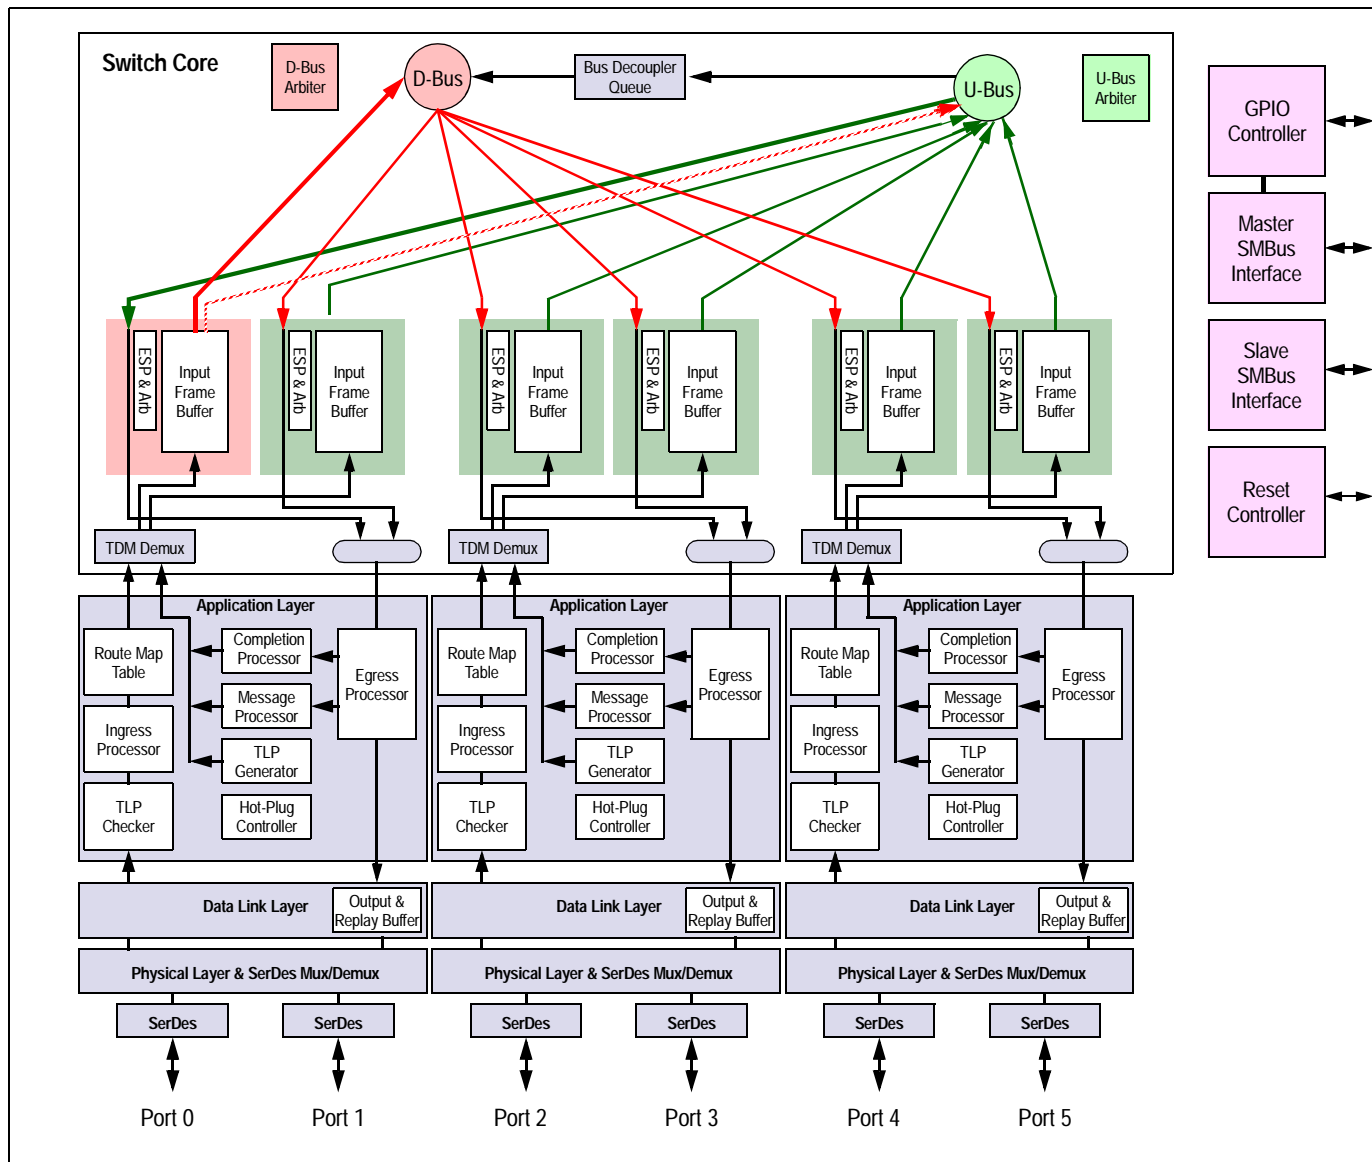 Switch Core
D-Bus
Arbiter
D-Bus
Bus Decoupler
Queue
U-Bus
U-Bus
Arbiter
GPIO
Controller
Master
SMBus
Interface
Slave
SMBus
Interface
Reset
Controller
ESP & Arb
Input
Frame
Buffer
ESP & Arb
Input
Frame
Buffer
ESP & Arb
Input
Frame
Buffer
ESP & Arb
Input
Frame
Buffer
ESP & Arb
Input
Frame
Buffer
ESP & Arb
Input
Frame
Buffer
TDM Demux
TDM Demux
TDM Demux
Application Layer
Route Map
Table
Ingress
Processor
TLP
Checker
Completion
Processor
Message
Processor
TLP
Generator
Hot-Plug
Controller
Egress
Processor
Application Layer
Route Map
Table
Ingress
Processor
TLP
Checker
Completion
Processor
Message
Processor
TLP
Generator
Hot-Plug
Controller
Egress
Processor
Application Layer
Route Map
Table
Ingress
Processor
TLP
Checker
Completion
Processor
Message
Processor
TLP
Generator
Hot-Plug
Controller
Egress
Processor
Data Link Layer
Output &
Replay Buffer
Data Link Layer
Output &
Replay Buffer
Data Link Layer
Output &
Replay Buffer
Physical Layer & SerDes Mux/Demux
Physical Layer & SerDes Mux/Demux
Physical Layer & SerDes Mux/Demux
SerDes
SerDes
SerDes
SerDes
SerDes
SerDes
Port 0
Port 1
Port 2
Port 3
Port 4
Port 5